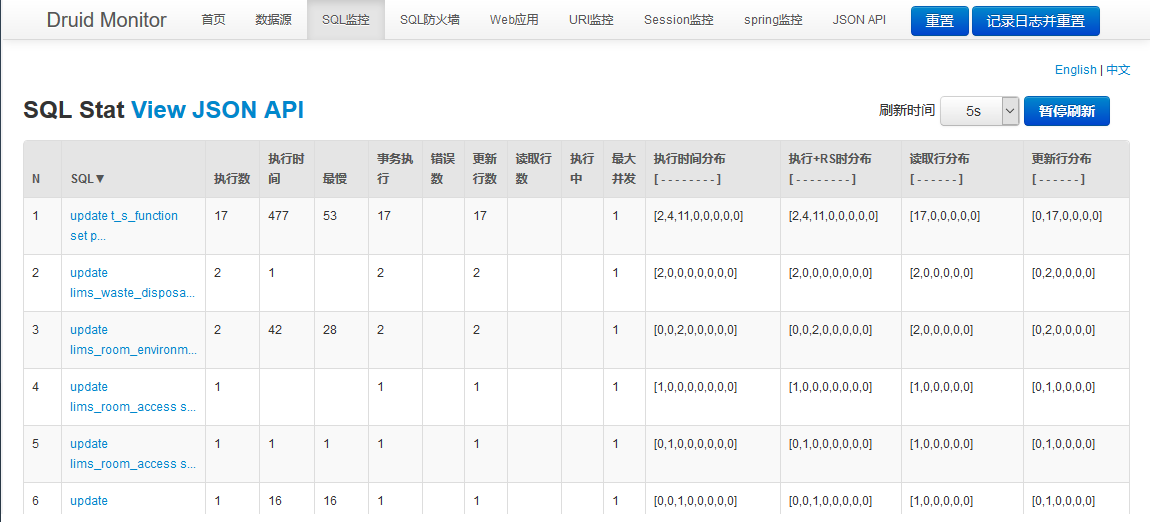 Druid Monitor 首页 数据源 SQL监控 SQL防火墙 Web应用 URI监控 Session监控 spring监控 JSON API 重置 记录日志并重置
English | 中文
SQL Stat View JSON API 刷新时间 5s 暂停刷新
N SQL▼ 执行数 执行时间 最慢 事务执行 错误数 更新行数 读取行数 执行中 最大并发 执行时间分布 [ - - - - - - - - ] 执行+RS时分布 [ - - - - - - - - ] 读取行分布 [ - - - - - - ] 更新行分布 [ - - - - - - ]
1 update t_s_function set p... 17 477 53 17 17 1 [2,4,11,0,0,0,0,0] [2,4,11,0,0,0,0,0] [17,0,0,0,0,0] [0,17,0,0,0,0]
2 update lims_waste_disposa... 2 1 2 2 1 [2,0,0,0,0,0,0,0] [2,0,0,0,0,0,0,0] [2,0,0,0,0,0] [0,2,0,0,0,0]
3 update lims_room_environm... 2 42 28 2 2 1 [0,0,2,0,0,0,0,0] [0,0,2,0,0,0,0,0] [2,0,0,0,0,0] [0,2,0,0,0,0]
4 update lims_room_access s... 1 1 1 1 [1,0,0,0,0,0,0,0] [1,0,0,0,0,0,0,0] [1,0,0,0,0,0] [0,1,0,0,0,0]
5 update lims_room_access s... 1 1 1 1 1 1 [0,1,0,0,0,0,0,0] [0,1,0,0,0,0,0,0] [1,0,0,0,0,0] [0,1,0,0,0,0]
6 update 1 16 16 1 1 1 [0,0,1,0,0,0,0,0] [0,0,1,0,0,0,0,0] [1,0,0,0,0,0] [0,1,0,0,0,0]